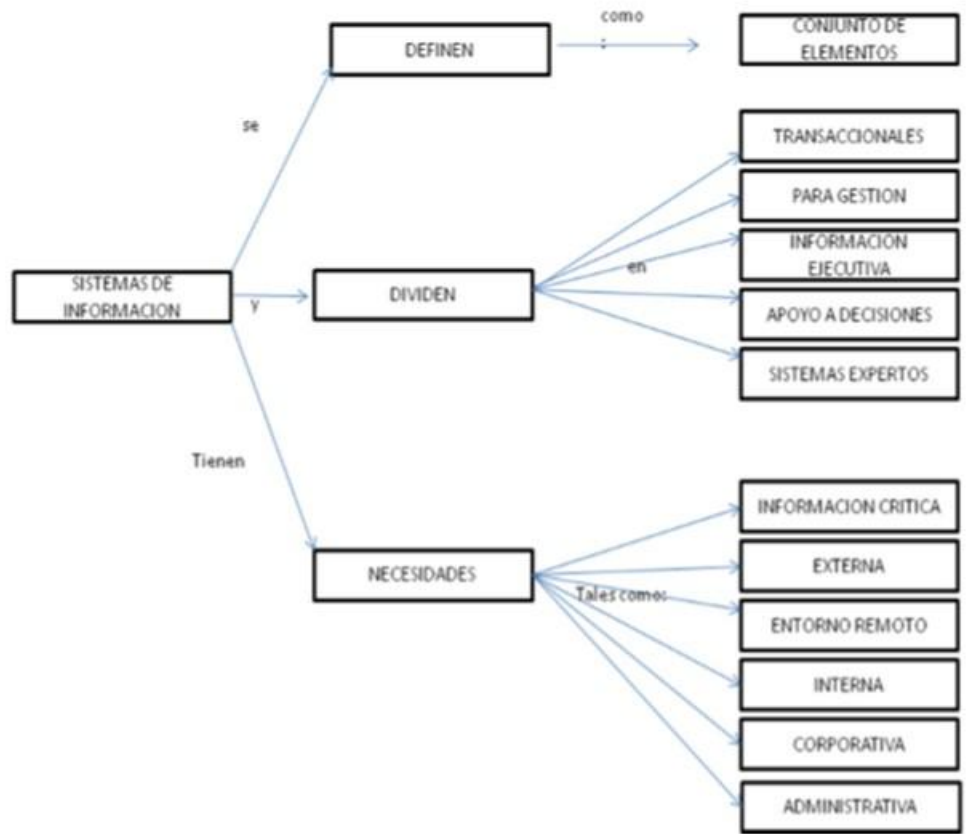 como
:
CONJUNTO DE
ELEMENTOS
DEFINEN
se
TRANSACCIONALES
PARA GESTION
INFORMACION
EJECUTIVA
en
SISTEMAS DE
INFORMACION
y
DIVIDEN
APOYO A DECISIONES
SISTEMAS EXPERTOS
Tienen
INFORMACION CRITICA
NECESIDADES
EXTERNA
Tales como:
ENTORNO REMOTO
INTERNA
CORPORATIVA
ADMINISTRATIVA